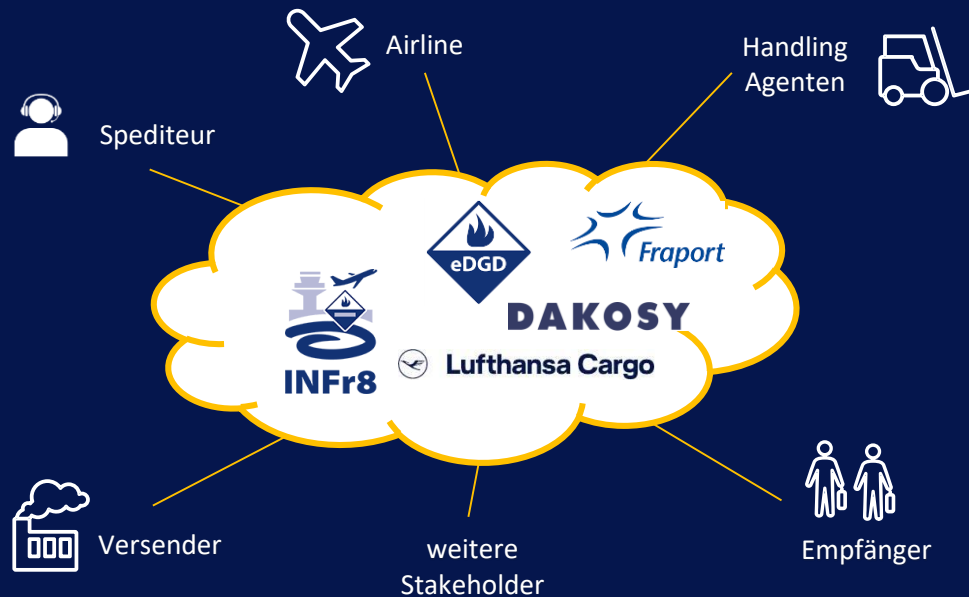 Airline
Handling
Agenten
Spediteur
eDGD
Fraport
DAKOSY
INFr8
Lufthansa Cargo
Versender
weitere
Stakeholder
Empfänger